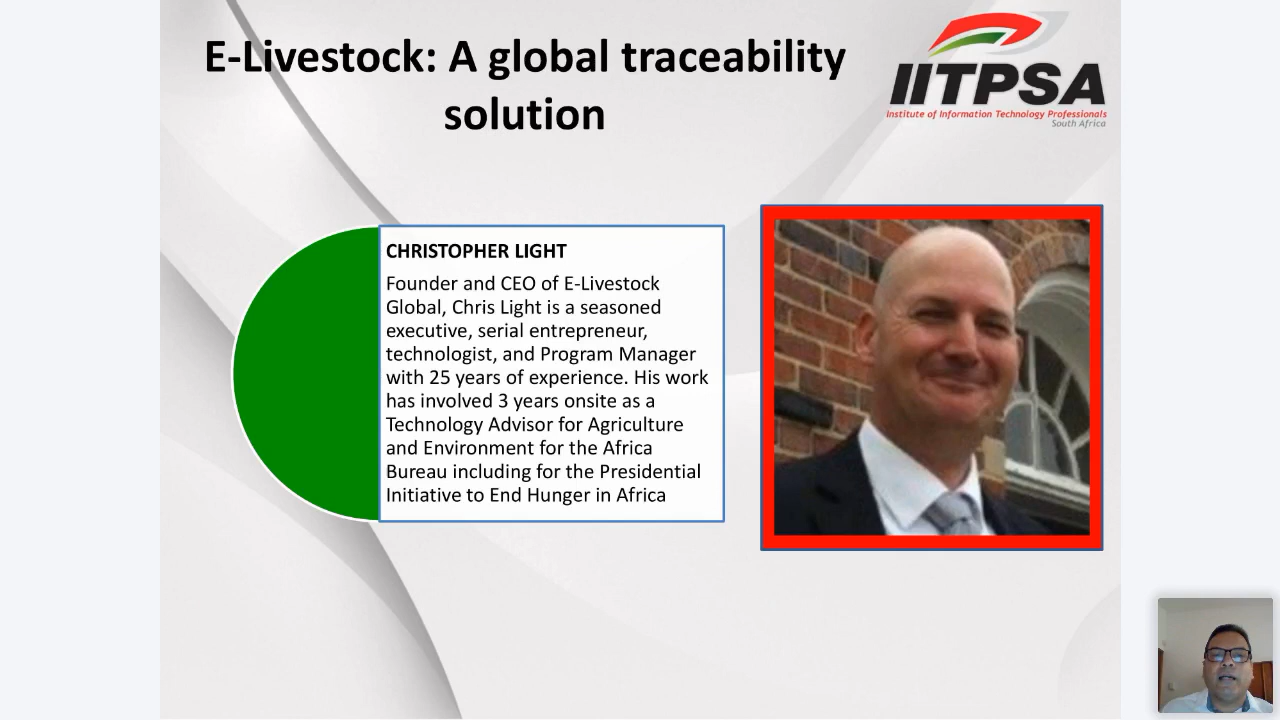 E-Livestock: A global traceability
solution
IITPSA
Institute of Information Technology Professionals
South Africa
CHRISTOPHER LIGHT
Founder and CEO of E-Livestock
Global, Chris Light is a seasoned
executive, serial entrepreneur,
technologist, and Program Manager
with 25 years of experience. His work
has involved 3 years onsite as a
Technology Advisor for Agriculture
and Environment for the Africa
Bureau including for the Presidential
Initiative to End Hunger in Africa